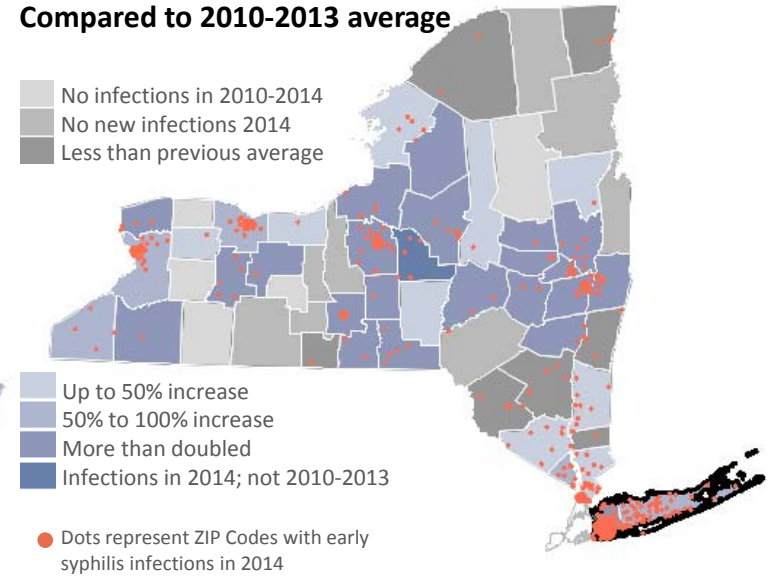 Compared to 2010-2013 average
No infections in 2010-2014
No new infections 2014
Less than previous average
Up to 50% increase
50% to 100% increase
More than doubled
Infections in 2014; not 2010-2013
Dots represent ZIP Codes with early
syphilis infections in 2014